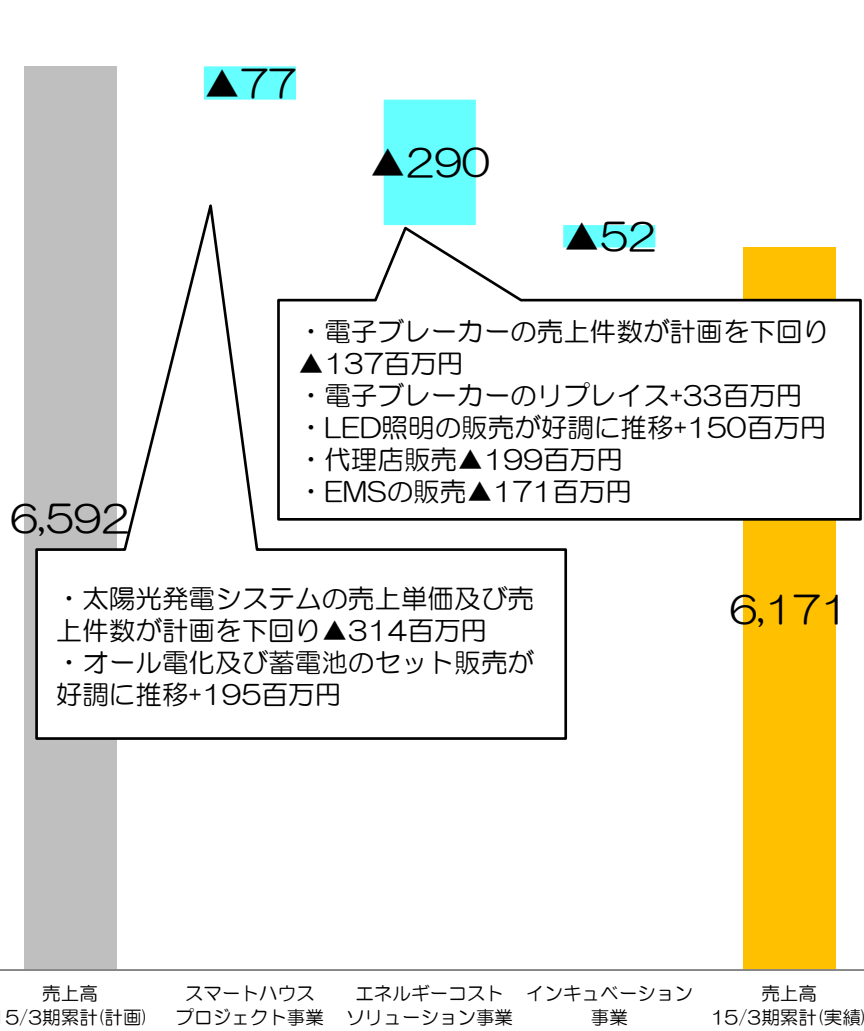 ▲77
▲290
▲52
・電子ブレーカーの売上件数が計画を下回り
▲137百万円
・電子ブレーカーのリプレイス+33百万円
・LED照明の販売が好調に推移+150百万円
・代理店販売▲199百万円
・EMSの販売▲171百万円
6,592
・太陽光発電システムの売上単価及び売
上件数が計画を下回り▲314百万円
・オール電化及び蓄電池のセット販売が
好調に推移+195百万円
6,171
売上高
15/3期累計(計画)
スマートハウス
プロジェクト事業
エネルギーコスト
ソリューション事業
インキュベーション
事業
売上高
15/3期累計(実績